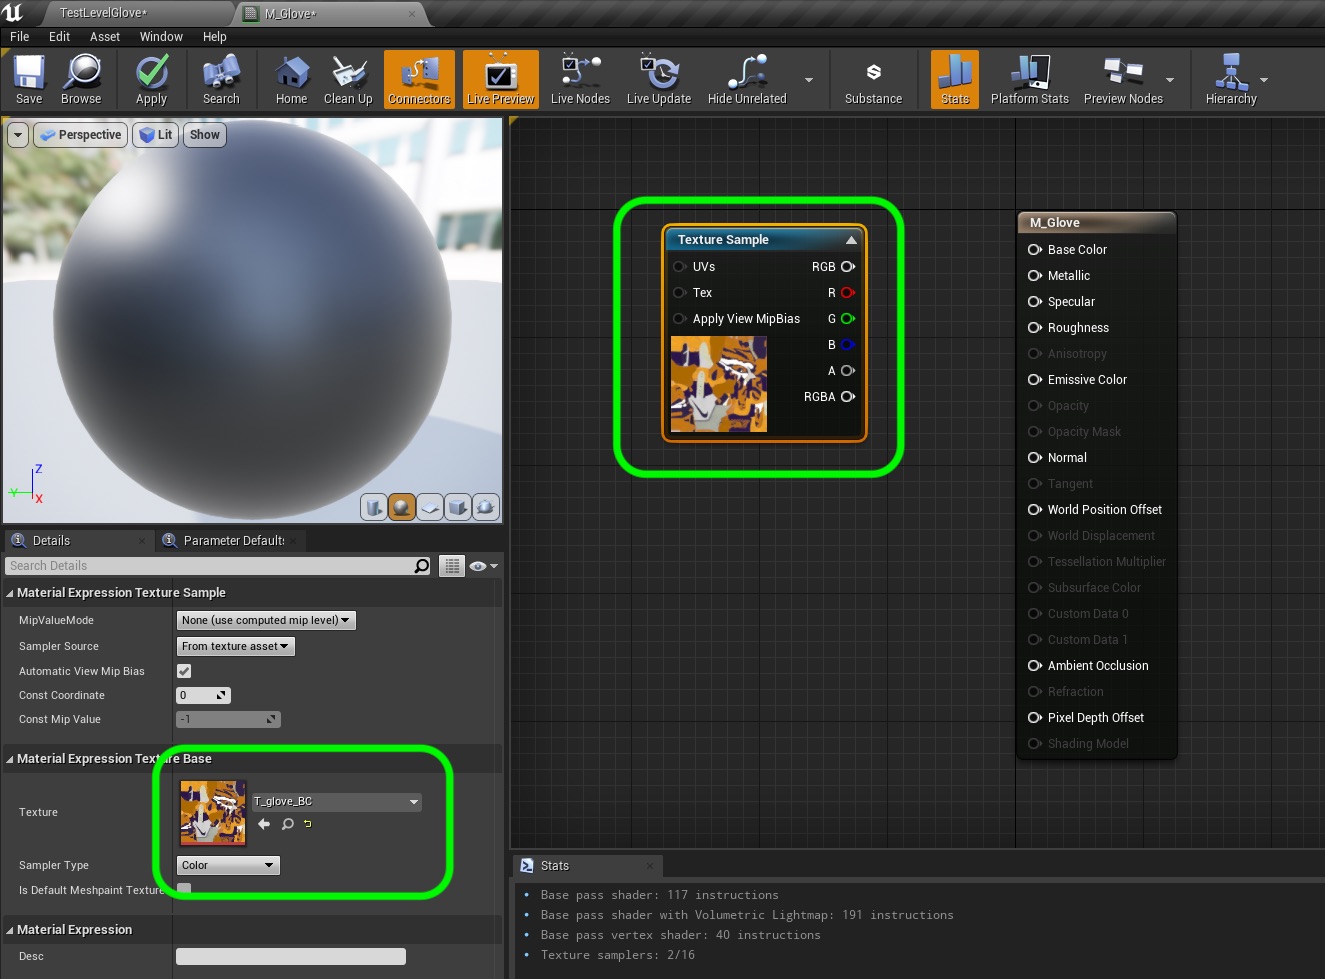 TestLevelGlove*
M_Glove*
File Edit Asset Window Help
Save Browse Apply Search Home Clean Up Connectors Live Preview Live Nodes Live Update Hide Unrelated Substance Stats Platform Stats Preview Nodes Hierarchy
Perspective Lit Show
Z
Y
X
Texture Sample
UVs RGB
Tex R
Apply View MipBias G
B
A
RGBA
M_Glove
Base Color
Metallic
Specular
Roughness
Anisotropy
Emissive Color
Opacity
Opacity Mask
Normal
Tangent
World Position Offset
World Displacement
Tessellation Multiplier
Subsurface Color
Custom Data 0
Custom Data 1
Ambient Occlusion
Refraction
Pixel Depth Offset
Shading Model
Details Parameter Defaults
Search Details
Material Expression Texture Sample
MipValueMode None (use computed mip level)
Sampler Source From texture asset
Automatic View Mip Bias
Const Coordinate 0
Const Mip Value -1
Material Expression Texture Base
Texture T_glove_BC
Sampler Type Color
Is Default Meshpaint Texture
Material Expression
Desc
Stats
Base pass shader: 117 instructions
Base pass shader with Volumetric Lightmap: 191 instructions
Base pass vertex shader: 40 instructions
Texture samplers: 2/16